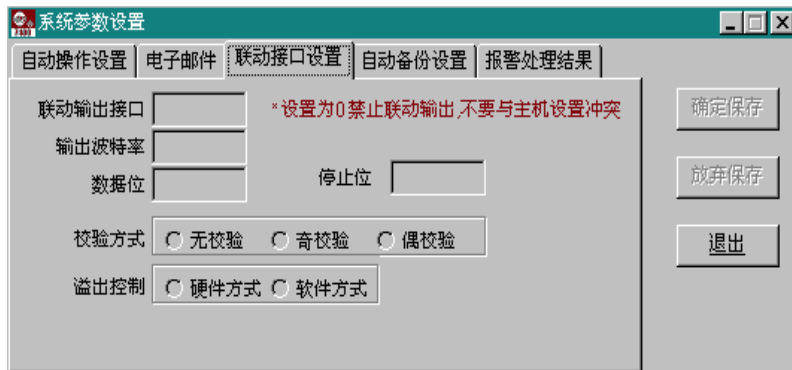 系统参数设置
自动操作设置 电子邮件 联动接口设置 自动备份设置 报警处理结果
联动输出接口 *设置为0禁止联动输出,不要与主机设置冲突
输出波特率
数据位 停止位
校验方式 无校验 奇校验 偶校验
溢出控制 硬件方式 软件方式
确定保存
放弃保存
退出